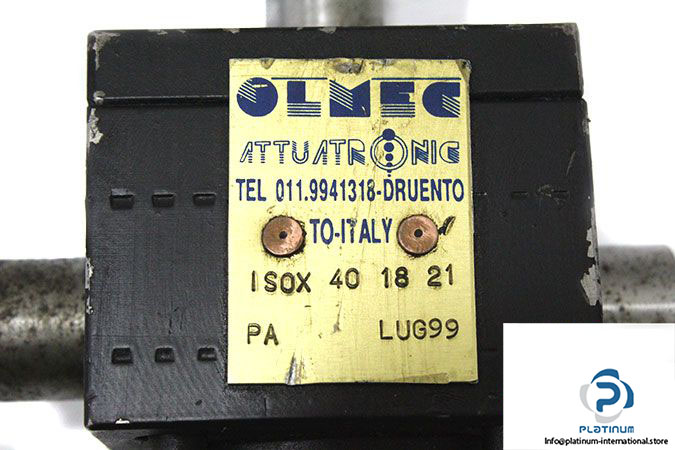 OLMEC
ATTUATRONIC
TEL 011.9941318-DRUENTO
TO-ITALY
ISOX 40 18 21
PA LUG99
PLATINUM
Info@platinum-international.store